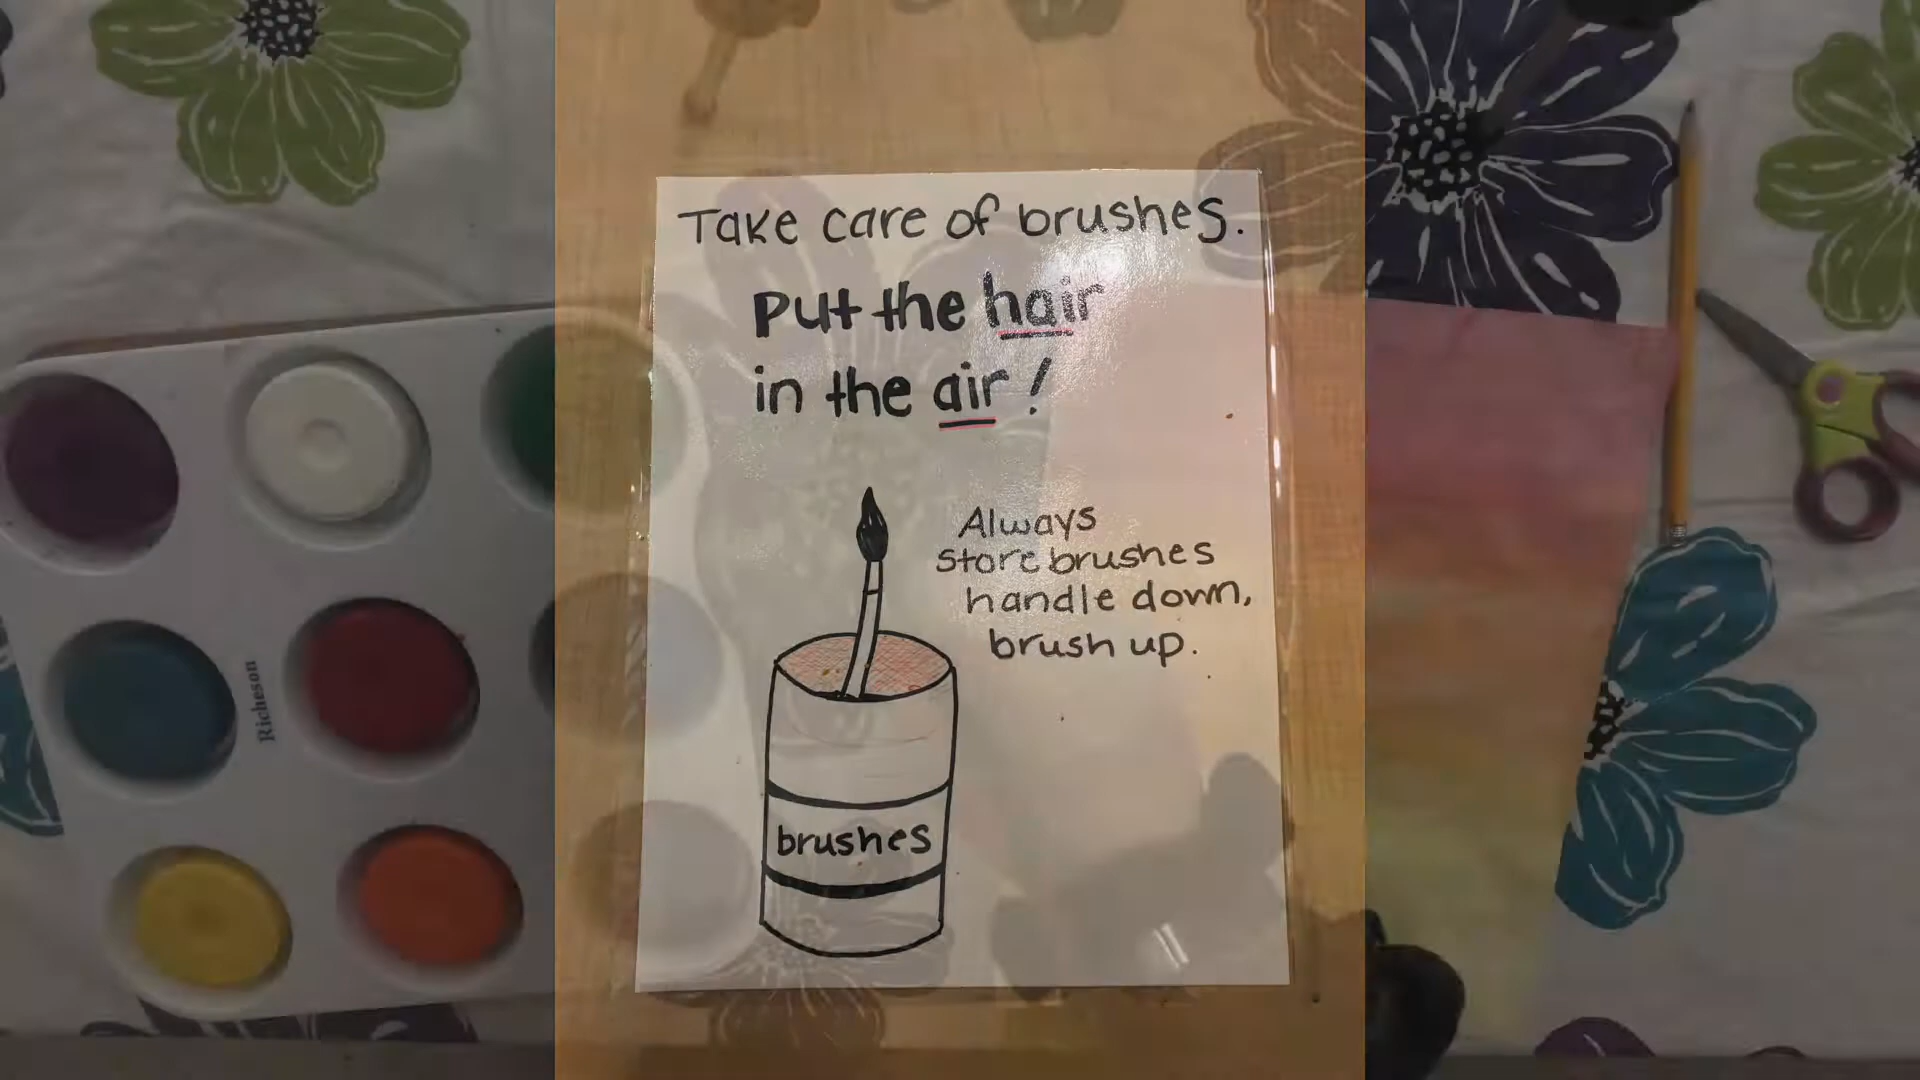 Take care of brushes.
Put the hair
in the air!
Always
store brushes
handle down,
brush up.
brushes
Richeson